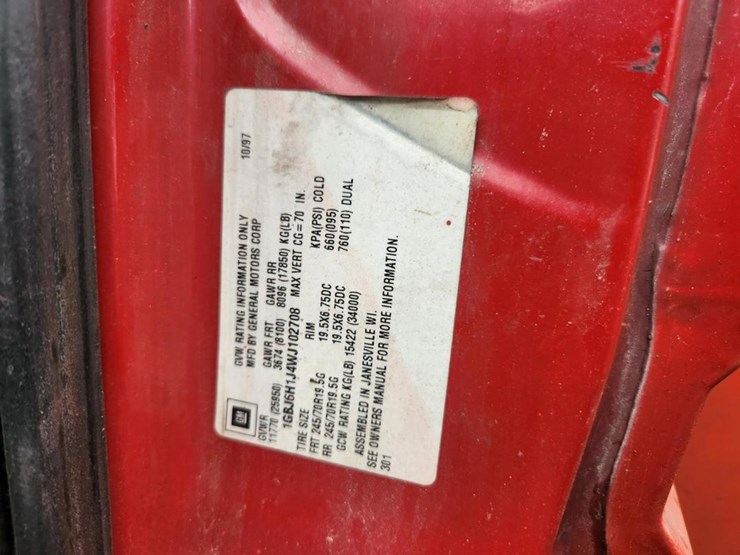 GM
GVW RATING INFORMATION ONLY
MFD BY GENERAL MOTORS CORP 10/97
GVWR GAWR FRT GAWR RR
11770 (25950) 3674 (8100) 8096 (17850) KG(LB)
1GBJ6H1J4WJ102708 MAX VERT CG=70 IN.
TIRE SIZE RIM KPA(PSI) COLD
FRT 245/70R19.5G 19.5X6.75DC 660(095)
RR 245/70R19.5G 19.5X6.75DC 760(110) DUAL
GCW RATING KG(LB) 15422 (34000)
ASSEMBLED IN JANESVILLE WI.
SEE OWNERS MANUAL FOR MORE INFORMATION.
301